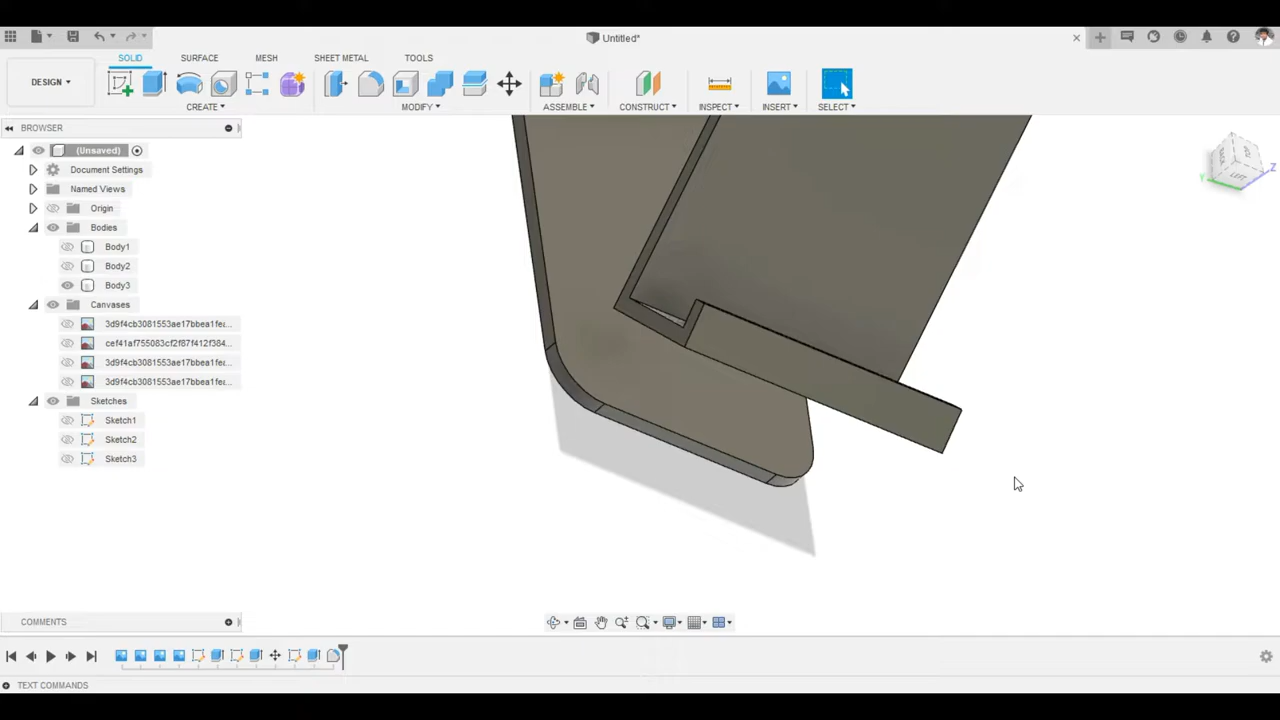 Untitled*
DESIGN
SOLID SURFACE MESH SHEET METAL TOOLS
CREATE MODIFY ASSEMBLE CONSTRUCT INSPECT INSERT SELECT
BROWSER
(Unsaved)
Document Settings
Named Views
Origin
Bodies
Body1
Body2
Body3
Canvases
3d9f4cb3081553ae17bbea1fe...
cef41af755083cf2f87f412f384...
3d9f4cb3081553ae17bbea1fe...
3d9f4cb3081553ae17bbea1fe...
Sketches
Sketch1
Sketch2
Sketch3
Z
Y
BACK
LEFT
COMMENTS
TEXT COMMANDS